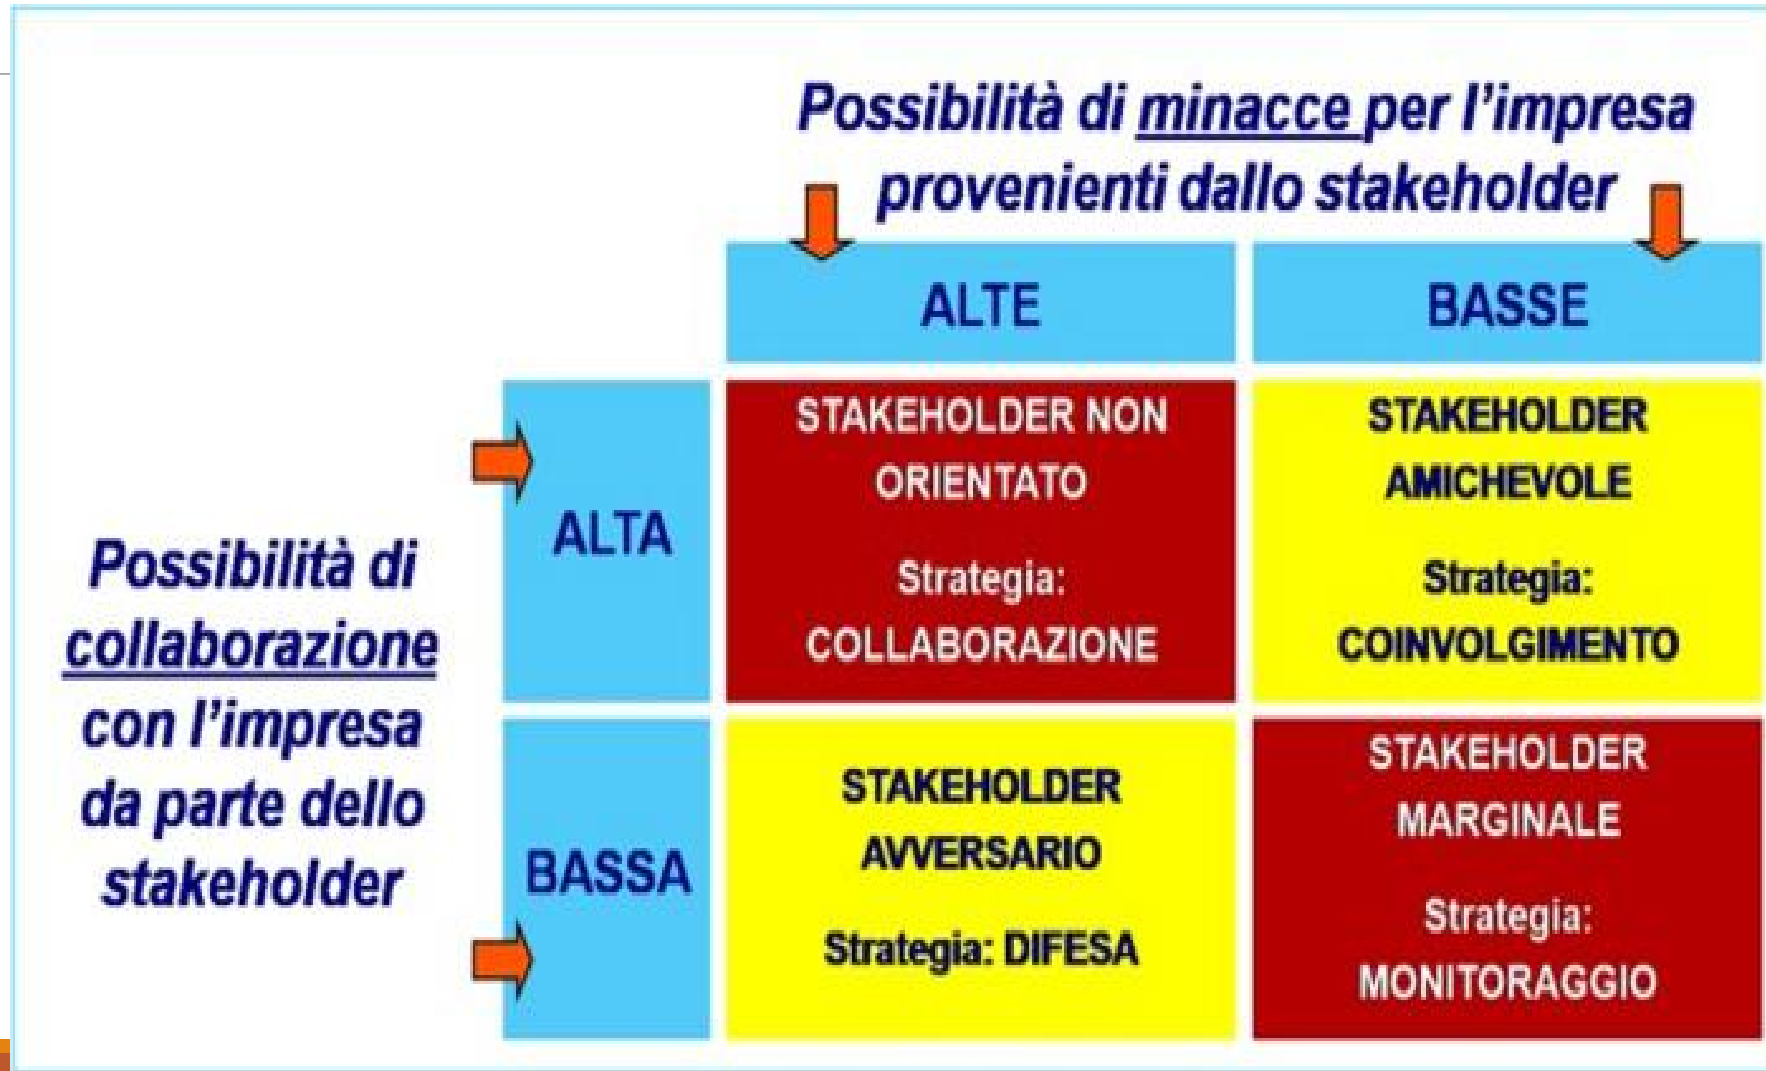 Possibilità di minacce per l'impresa
provenienti dallo stakeholder
ALTE
BASSE
ALTA
STAKEHOLDER NON
ORIENTATO
Strategia:
COLLABORAZIONE
STAKEHOLDER
AMICHEVOLE
Strategia:
COINVOLGIMENTO
Possibilità di
collaborazione
con l'impresa
da parte dello
stakeholder
BASSA
STAKEHOLDER
AVVERSARIO
Strategia: DIFESA
STAKEHOLDER
MARGINALE
Strategia:
MONITORAGGIO